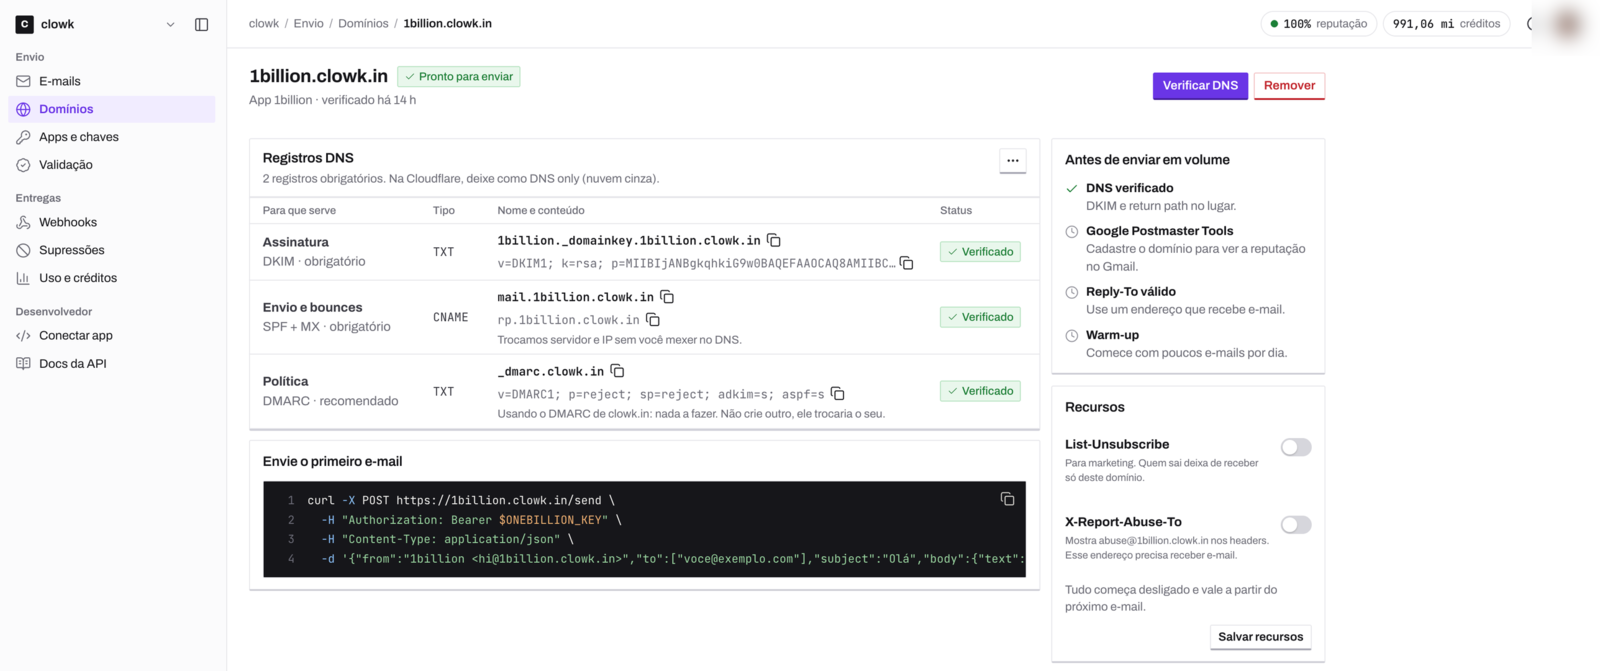 C clowk
clowk / Envio / Domínios / 1billion.clowk.in
100% reputação
991,06 mi créditos
Envio
E-mails
Domínios
Apps e chaves
Validação
Entregas
Webhooks
Supressões
Uso e créditos
Desenvolvedor
Conectar app
Docs da API
1billion.clowk.in
Pronto para enviar
App 1billion · verificado há 14 h
Verificar DNS
Remover
Registros DNS
2 registros obrigatórios. Na Cloudflare, deixe como DNS only (nuvem cinza).
Para que serve Tipo Nome e conteúdo Status
Assinatura
DKIM · obrigatório
TXT
1billion._domainkey.1billion.clowk.in
v=DKIM1; k=rsa; p=MIIBIjANBgkqhkiG9w0BAQEFAAOCAQ8AMIIBC…
Verificado
Envio e bounces
SPF + MX · obrigatório
CNAME
mail.1billion.clowk.in
rp.1billion.clowk.in
Trocamos servidor e IP sem você mexer no DNS.
Verificado
Política
DMARC · recomendado
TXT
_dmarc.clowk.in
v=DMARC1; p=reject; sp=reject; adkim=s; aspf=s
Usando o DMARC de clowk.in: nada a fazer. Não crie outro, ele trocaria o seu.
Verificado
Envie o primeiro e-mail
1 curl -X POST https://1billion.clowk.in/send \
2 -H "Authorization: Bearer $ONEBILLION_KEY" \
3 -H "Content-Type: application/json" \
4 -d '{"from":"1billion <hi@1billion.clowk.in>","to":["voce@exemplo.com"],"subject":"Olá","body":{"text":
Antes de enviar em volume
DNS verificado
DKIM e return path no lugar.
Google Postmaster Tools
Cadastre o domínio para ver a reputação
no Gmail.
Reply-To válido
Use um endereço que recebe e-mail.
Warm-up
Comece com poucos e-mails por dia.
Recursos
List-Unsubscribe
Para marketing. Quem sai deixa de receber
só deste domínio.
X-Report-Abuse-To
Mostra abuse@1billion.clowk.in nos headers.
Esse endereço precisa receber e-mail.
Tudo começa desligado e vale a partir do
próximo e-mail.
Salvar recursos